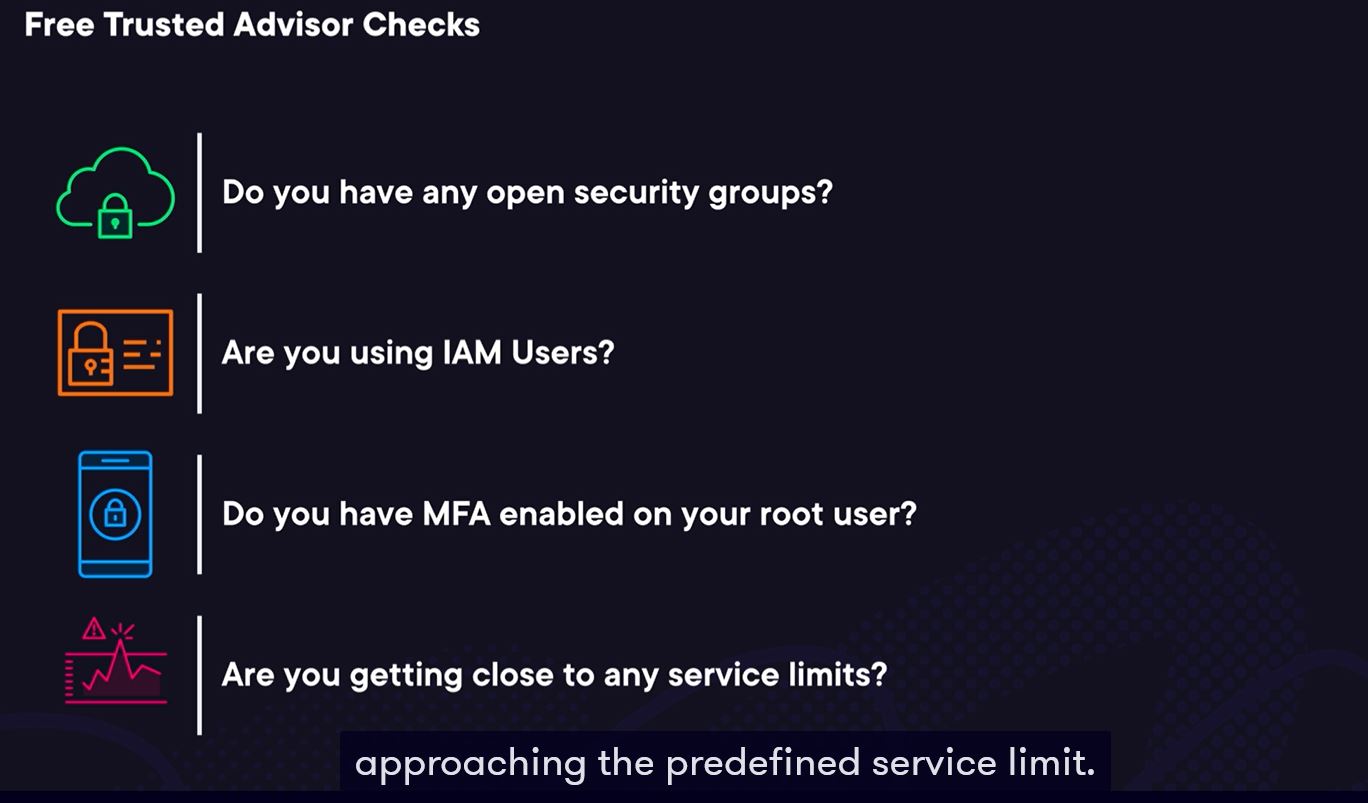 Free Trusted Advisor Checks
Do you have any open security groups?
Are you using IAM Users?
Do you have MFA enabled on your root user?
Are you getting close to any service limits?
approaching the predefined service limit.